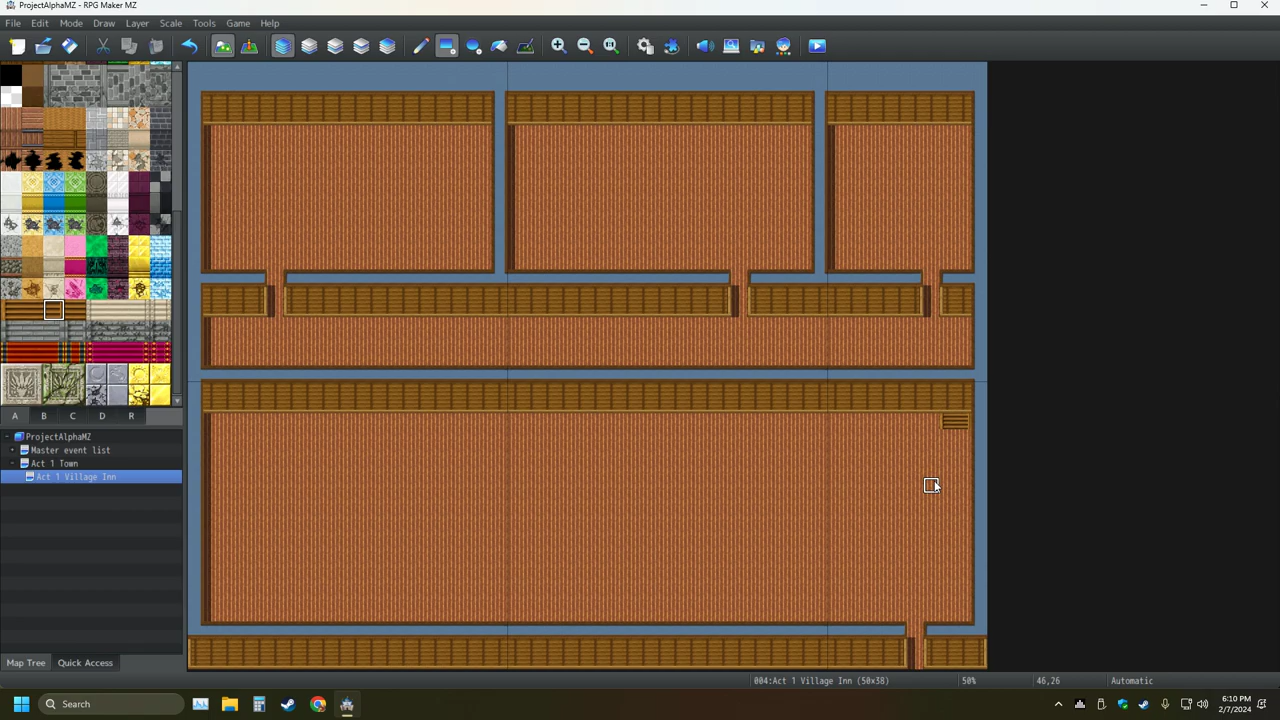 ProjectAlphaMZ - RPG Maker MZ
File Edit Mode Draw Layer Scale Tools Game Help
A B C D R
ProjectAlphaMZ
Master event list
Act 1 Town
Act 1 Village Inn
Map Tree Quick Access
004:Act 1 Village Inn (50x38) 50% 46,26 Automatic
Search
6:10 PM
2/7/2024